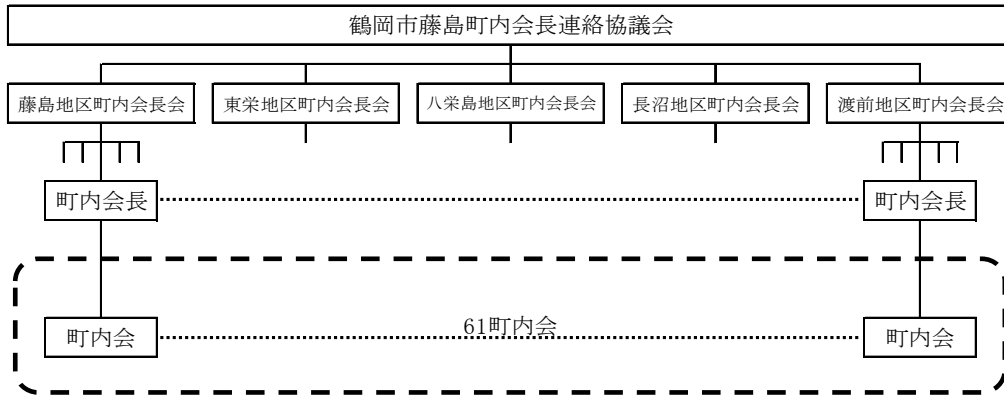 鶴岡市藤島町内会長連絡協議会
藤島地区町内会長会
東栄地区町内会長会
八栄島地区町内会長会
長沼地区町内会長会
渡前地区町内会長会
町内会長
町内会長
町内会
61町内会
町内会